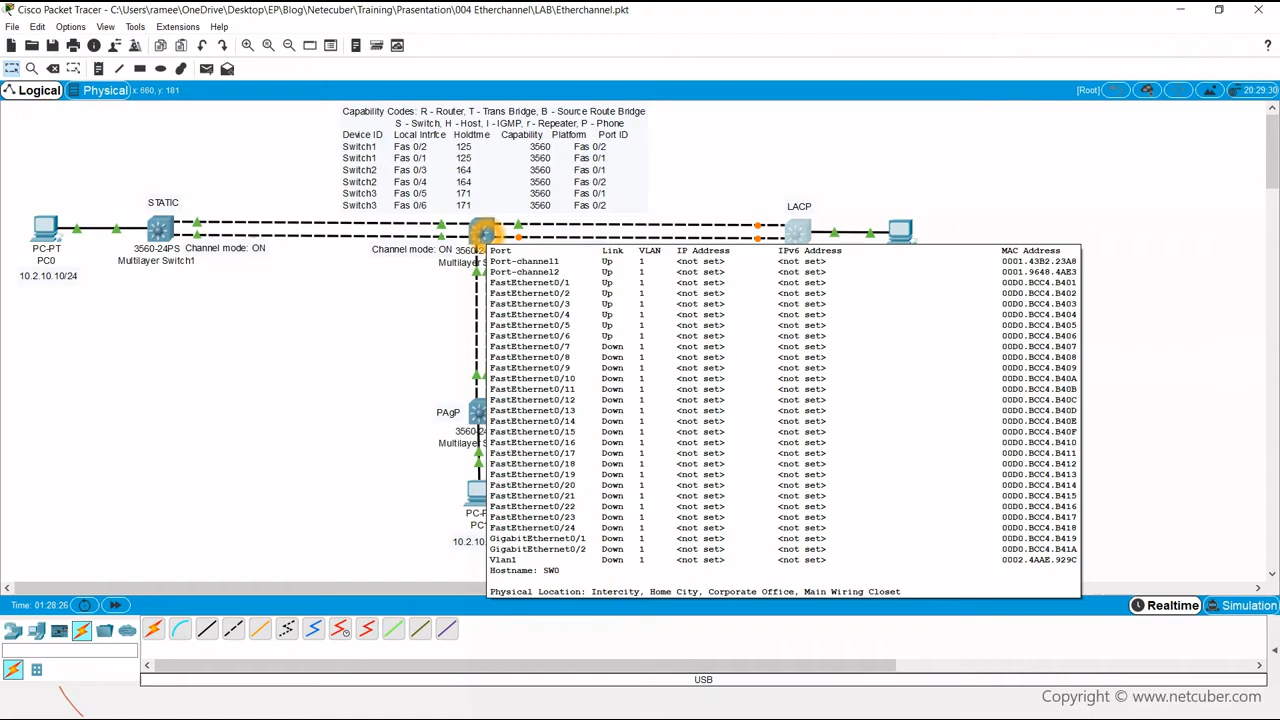 Cisco Packet Tracer - C:\Users\ramee\OneDrive\Desktop\EP\Blog\Netecuber\Training\Prasentation\004 Etherchannel\LAB\Etherchannel.pkt
File Edit Options View Tools Extensions Help
Logical Physical x: 660, y: 181 [Root] 20:29:30
Capability Codes: R - Router, T - Trans Bridge, B - Source Route Bridge
S - Switch, H - Host, I - IGMP, r - Repeater, P - Phone
Device ID Local Intrfce Holdtme Capability Platform Port ID
Switch1 Fas 0/2 125 3560 Fas 0/2
Switch1 Fas 0/1 125 3560 Fas 0/1
Switch2 Fas 0/3 164 3560 Fas 0/1
Switch2 Fas 0/4 164 3560 Fas 0/2
Switch3 Fas 0/5 171 3560 Fas 0/1
Switch3 Fas 0/6 171 3560 Fas 0/2
STATIC
LACP
PC-PT
PC0
10.2.10.10/24
3560-24PS
Multilayer Switch1
Channel mode: ON
Channel mode: ON
3560-2
Multilayer S
Port Link VLAN IP Address IPv6 Address MAC Address
Port-channel1 Up 1 <not set> <not set> 0001.43B2.23A8
Port-channel2 Up 1 <not set> <not set> 0001.9648.4AE3
FastEthernet0/1 Up 1 <not set> <not set> 00D0.BCC4.B401
FastEthernet0/2 Up 1 <not set> <not set> 00D0.BCC4.B402
FastEthernet0/3 Up 1 <not set> <not set> 00D0.BCC4.B403
FastEthernet0/4 Up 1 <not set> <not set> 00D0.BCC4.B404
FastEthernet0/5 Up 1 <not set> <not set> 00D0.BCC4.B405
FastEthernet0/6 Up 1 <not set> <not set> 00D0.BCC4.B406
FastEthernet0/7 Down 1 <not set> <not set> 00D0.BCC4.B407
FastEthernet0/8 Down 1 <not set> <not set> 00D0.BCC4.B408
FastEthernet0/9 Down 1 <not set> <not set> 00D0.BCC4.B409
FastEthernet0/10 Down 1 <not set> <not set> 00D0.BCC4.B40A
FastEthernet0/11 Down 1 <not set> <not set> 00D0.BCC4.B40B
FastEthernet0/12 Down 1 <not set> <not set> 00D0.BCC4.B40C
FastEthernet0/13 Down 1 <not set> <not set> 00D0.BCC4.B40D
FastEthernet0/14 Down 1 <not set> <not set> 00D0.BCC4.B40E
FastEthernet0/15 Down 1 <not set> <not set> 00D0.BCC4.B40F
FastEthernet0/16 Down 1 <not set> <not set> 00D0.BCC4.B410
FastEthernet0/17 Down 1 <not set> <not set> 00D0.BCC4.B411
FastEthernet0/18 Down 1 <not set> <not set> 00D0.BCC4.B412
FastEthernet0/19 Down 1 <not set> <not set> 00D0.BCC4.B413
FastEthernet0/20 Down 1 <not set> <not set> 00D0.BCC4.B414
FastEthernet0/21 Down 1 <not set> <not set> 00D0.BCC4.B415
FastEthernet0/22 Down 1 <not set> <not set> 00D0.BCC4.B416
FastEthernet0/23 Down 1 <not set> <not set> 00D0.BCC4.B417
FastEthernet0/24 Down 1 <not set> <not set> 00D0.BCC4.B418
GigabitEthernet0/1 Down 1 <not set> <not set> 00D0.BCC4.B419
GigabitEthernet0/2 Down 1 <not set> <not set> 00D0.BCC4.B41A
Vlan1 Down 1 <not set> <not set> 0002.4AAE.929C
Hostname: SW0
Physical Location: Intercity, Home City, Corporate Office, Main Wiring Closet
PAgP
3560-24
Multilayer S
PC-P
PC
10.2.10.
Time: 01:28:26
Realtime Simulation
USB
Copyright © www.netcuber.com